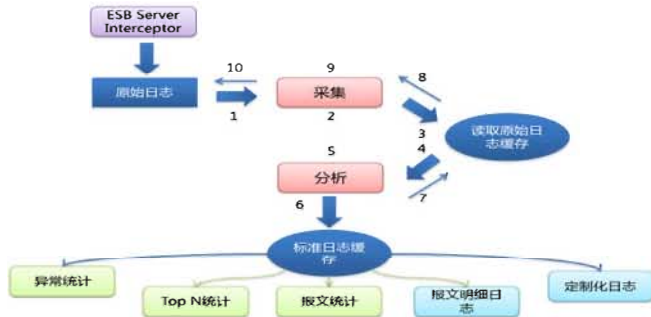 ESB Server
Interceptor
10
9
8
原始日志
采集
1
2
3
读取原始日
志缓存
4
5
分析
7
6
标准日志缓
存
异常统计
Top N统计
报文统计
报文明细日
志
定制化日志